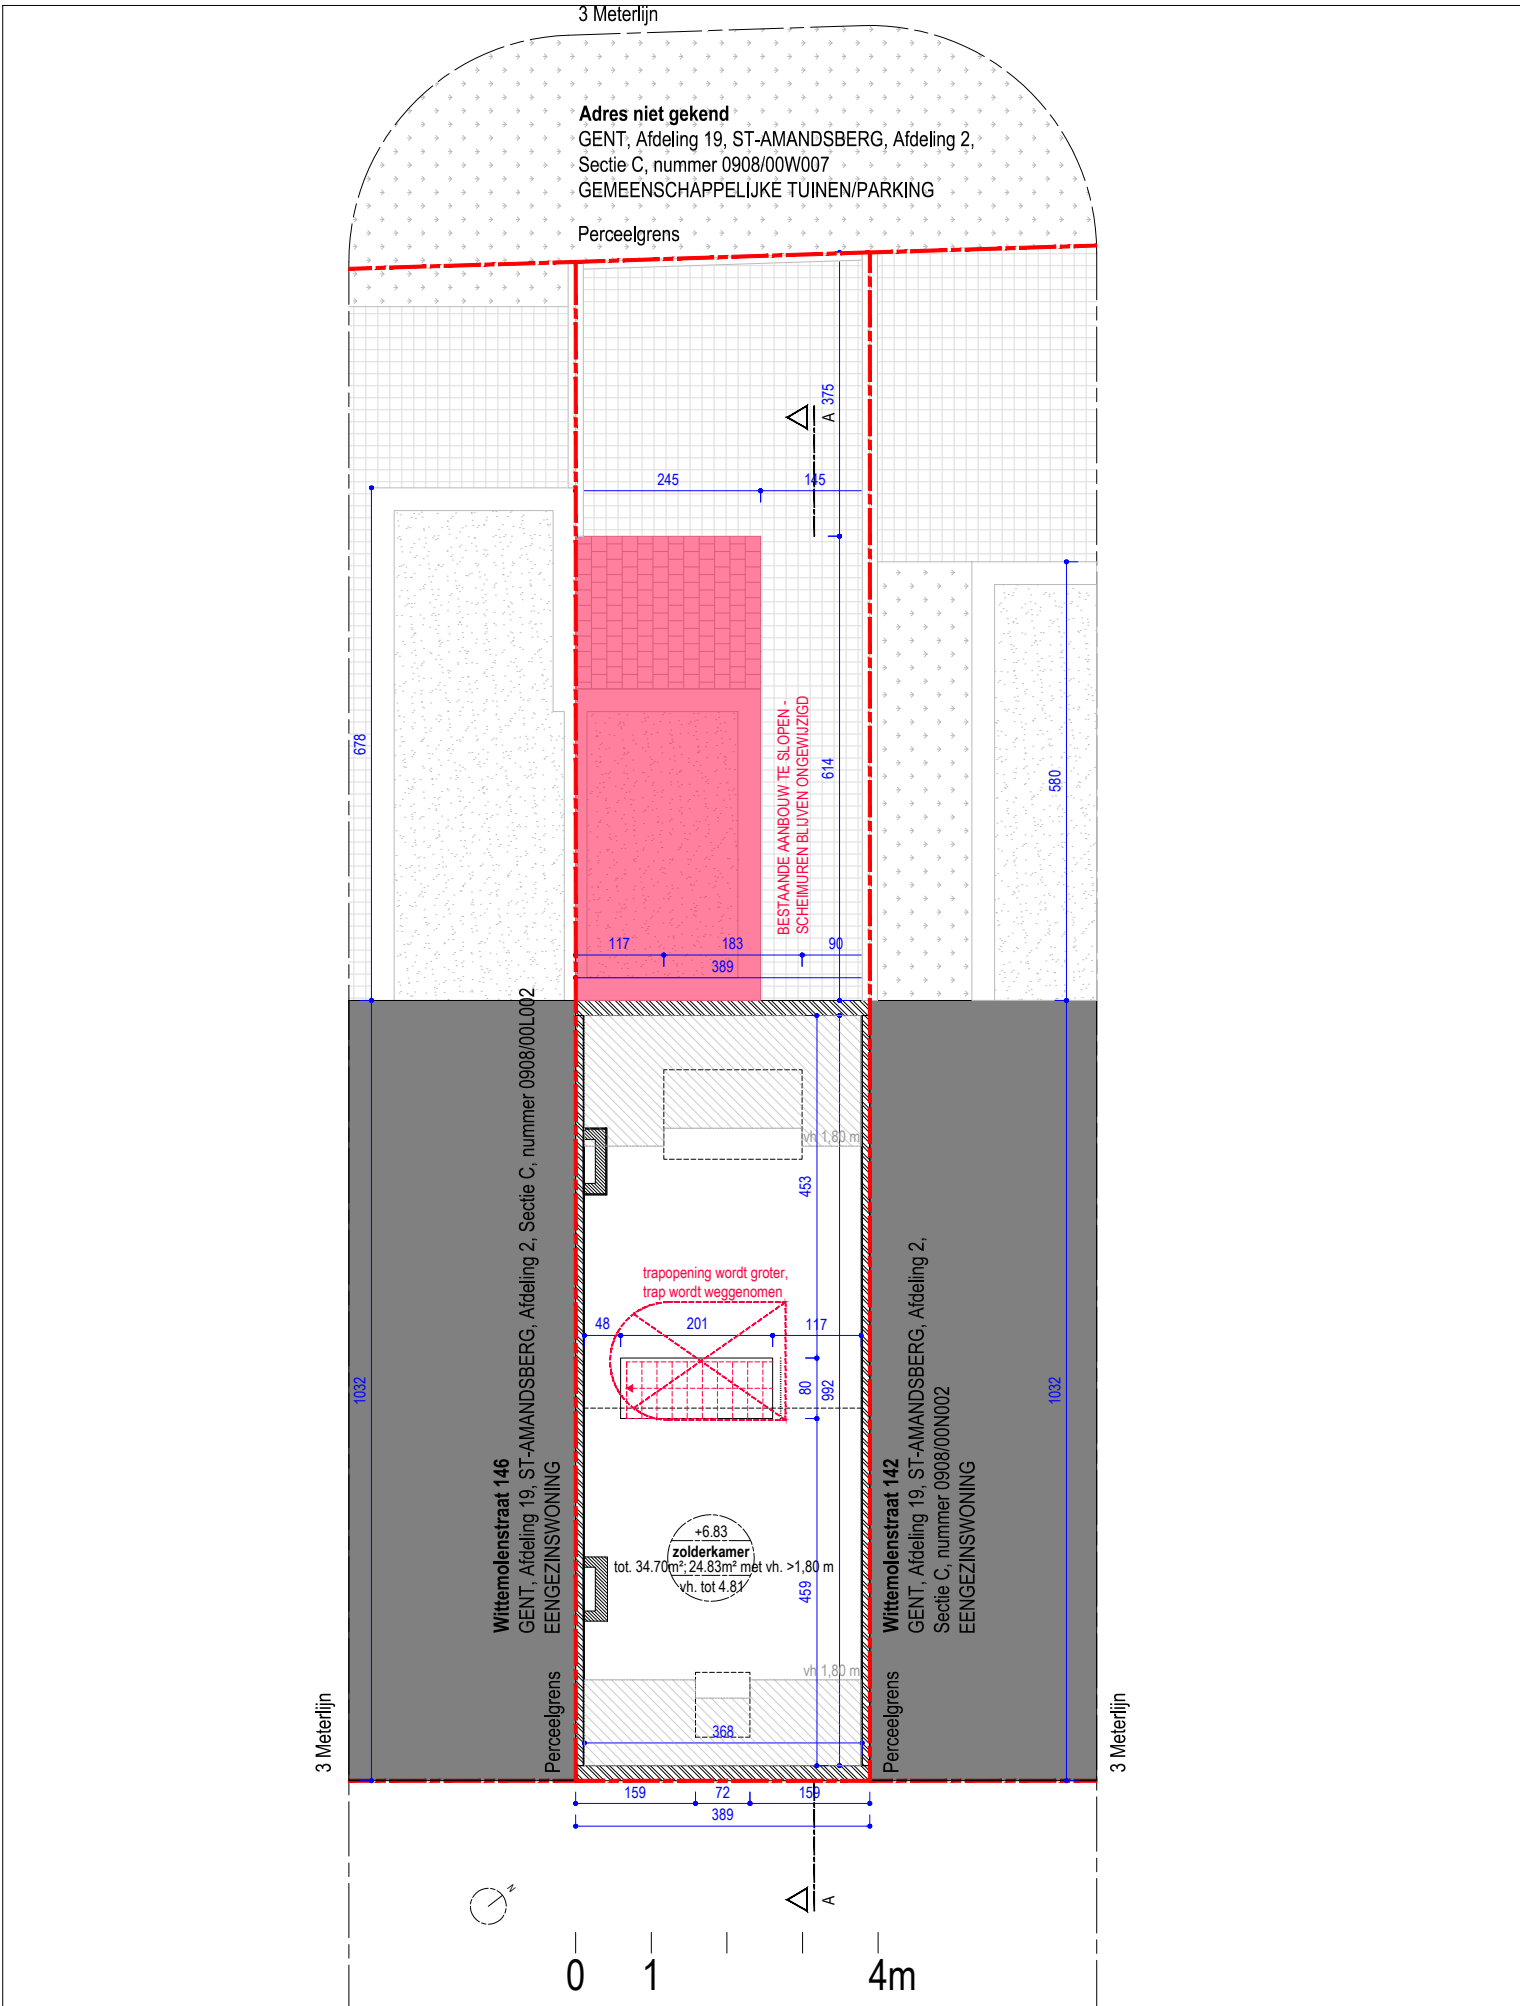 3 Meterlijn
Adres niet gekend
GENT, Afdeling 19, ST-AMANDSBERG, Afdeling 2,
Sectie C, nummer 0908/00W007
GEMEENSCHAPPELIJKE TUINEN/PARKING
Perceelgrens
375
A
245
145
678
BESTAANDE AANBOUW TE SLOPEN -
SCHEIMUREN BLIJVEN ONGEWIJZIGD
614
580
117
183
90
389
vh 1,80 m
453
trapopening wordt groter,
trap wordt weggenomen
48
201
117
80
992
1032
1032
Wittemolenstraat 146
GENT, Afdeling 19, ST-AMANDSBERG, Afdeling 2, Sectie C, nummer 0908/00L002
EENGEZINSWONING
Wittemolenstraat 142
GENT, Afdeling 19, ST-AMANDSBERG, Afdeling 2,
Sectie C, nummer 0908/00N002
EENGEZINSWONING
+6.83
zolderkamer
tot. 34.70m²; 24.83m² met vh. >1,80 m
vh. tot 4.81
459
vh 1,80 m
368
3 Meterlijn
Perceelgrens
Perceelgrens
3 Meterlijn
159
72
159
389
N
A
0
1
4m